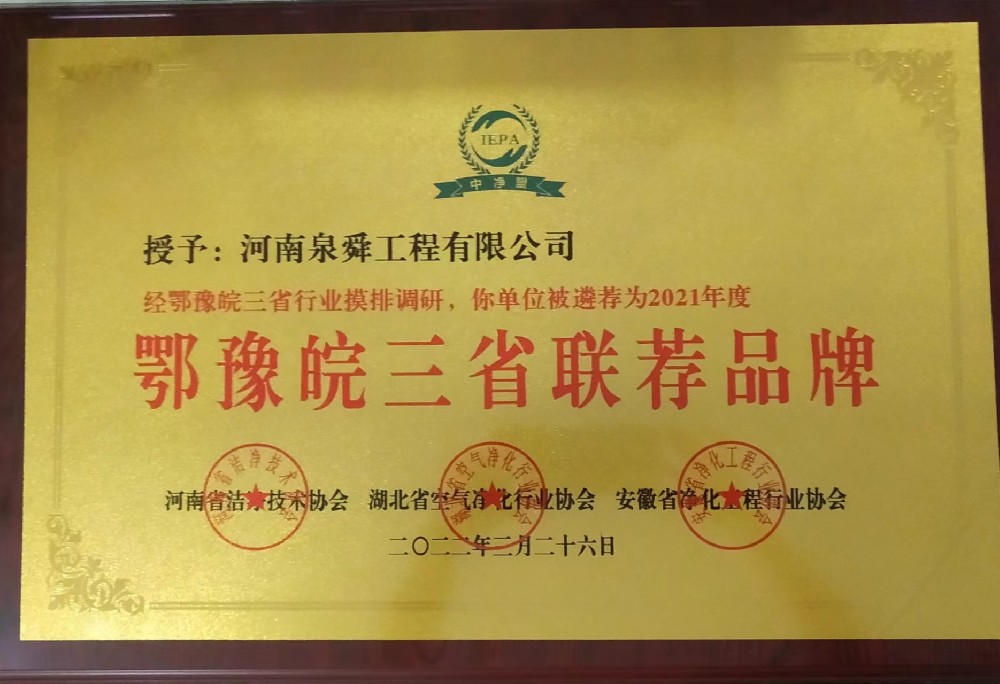 IEPA
中净盟
授予：河南泉舜工程有限公司
经鄂豫皖三省行业摸排调研，你单位被遴荐为2021年度
鄂豫皖三省联荐品牌
河南省洁净技术协会 湖北省空气净化行业协会 安徽省净化工程行业协会
二〇二二年二月二十六日